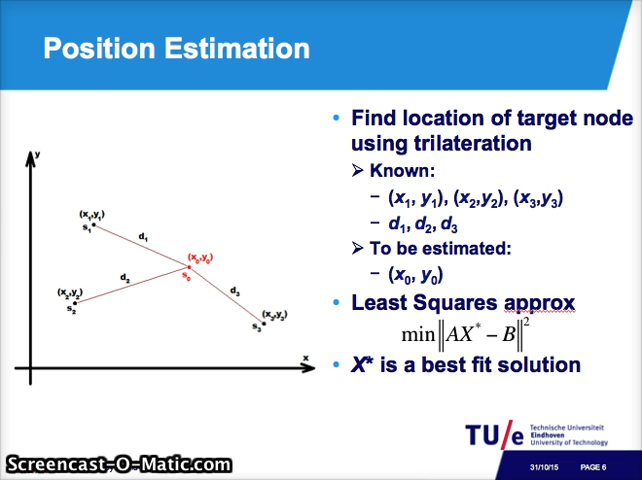 Position Estimation
• Find location of target node
using trilateration
➢ Known:
− (x₁, y₁), (x₂,y₂), (x₃,y₃)
− d₁, d₂, d₃
➢ To be estimated:
− (x₀, y₀)
• Least Squares approx
min‖AX* − B‖²
• X* is a best fit solution
y
(x₁,y₁)
s₁
d₁
(x₀,y₀)
s₀
d₂
(x₂,y₂)
s₂
d₃
(x₃,y₃)
s₃
x
TU/e
Technische Universiteit
Eindhoven
University of Technology
Screencast-O-Matic.com
31/10/15 PAGE 6